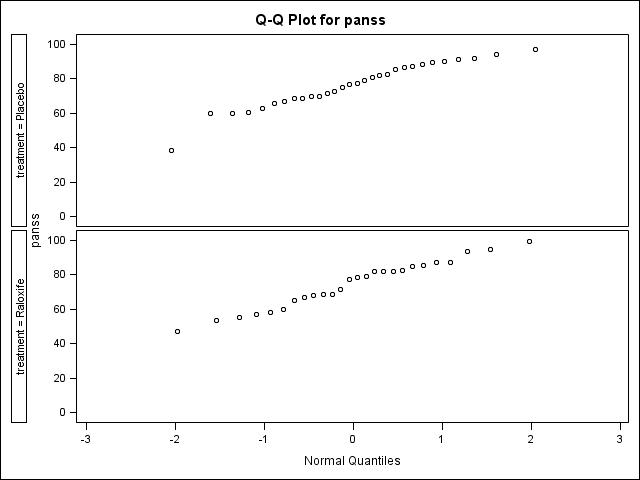 Q-Q Plot for panss
treatment = Placebo
100
80
60
40
20
0
panss
treatment = Raloxife
100
80
60
40
20
0
-3 -2 -1 0 1 2 3
Normal Quantiles